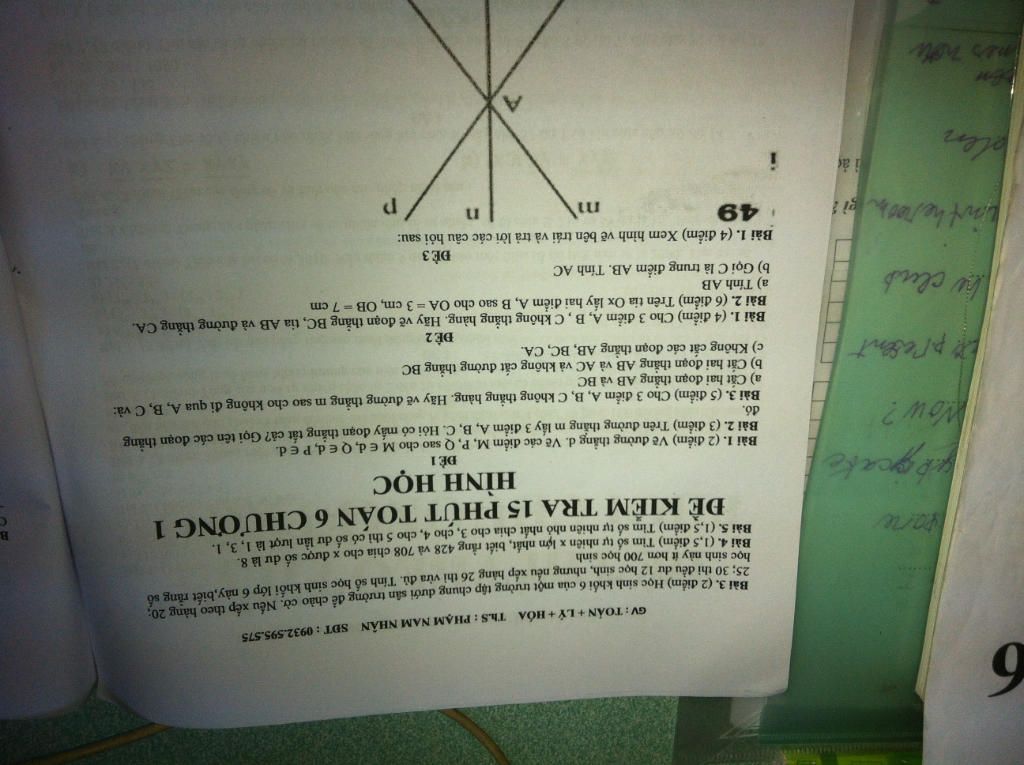 GV : TOÁN + LÝ + HÓA ThS : PHẠM NAM NHÂN SĐT : 0932.595.575
Bài 3. (2 điểm) Học sinh khối 6 của một trường tập chung dưới sân trường để chào cờ. Nếu xếp theo hàng 20;
25; 30 thì đều dư 12 học sinh, nhưng nếu xếp hàng 26 thì vừa đủ. Tính số học sinh khối lớp 6 này,biết rằng số
học sinh này ít hơn 700 học sinh
Bài 4. (1,5 điểm) Tìm số tự nhiên x lớn nhất, biết rằng 428 và 708 chia cho x được số dư là 8.
Bài 5. (1,5 điểm) Tìm số tự nhiên nhỏ nhất chia cho 3, cho 4, cho 5 thì có số dư lần lượt là 1, 3, 1.
ĐỀ KIỂM TRA 15 PHÚT TOÁN 6 CHƯƠNG 1
HÌNH HỌC
ĐỀ 1
Bài 1. (2 điểm) Vẽ đường thẳng d. Vẽ các điểm M, P, Q sao cho M ∈ d, Q ∈ d, P ∈ d.
Bài 2. (3 điểm) Trên đường thẳng m lấy 3 điểm A, B, C. Hỏi có mấy đoạn thẳng tất cả? Gọi tên các đoạn thẳng
đó.
Bài 3. (5 điểm) Cho 3 điểm A, B, C không thẳng hàng. Hãy vẽ đường thẳng m sao cho không đi qua A, B, C và:
a) Cắt hai đoạn thẳng AB và BC
b) Cắt hai đoạn thẳng AB và AC và không cắt đường thẳng BC
c) Không cắt các đoạn thẳng AB, BC, CA.
ĐỀ 2
Bài 1. (4 điểm) Cho 3 điểm A, B , C không thẳng hàng. Hãy vẽ đoạn thẳng BC, tia AB và đường thẳng CA.
Bài 2. (6 điểm) Trên tia Ox lấy hai điểm A, B sao cho OA = 3 cm, OB = 7 cm
a) Tính AB
b) Gọi C là trung điểm AB. Tính AC
ĐỀ 3
Bài 1. (4 điểm) Xem hình vẽ bên trái và trả lời các câu hỏi sau:
49
m n p
A
6
rare
Now?
present
club
in the room